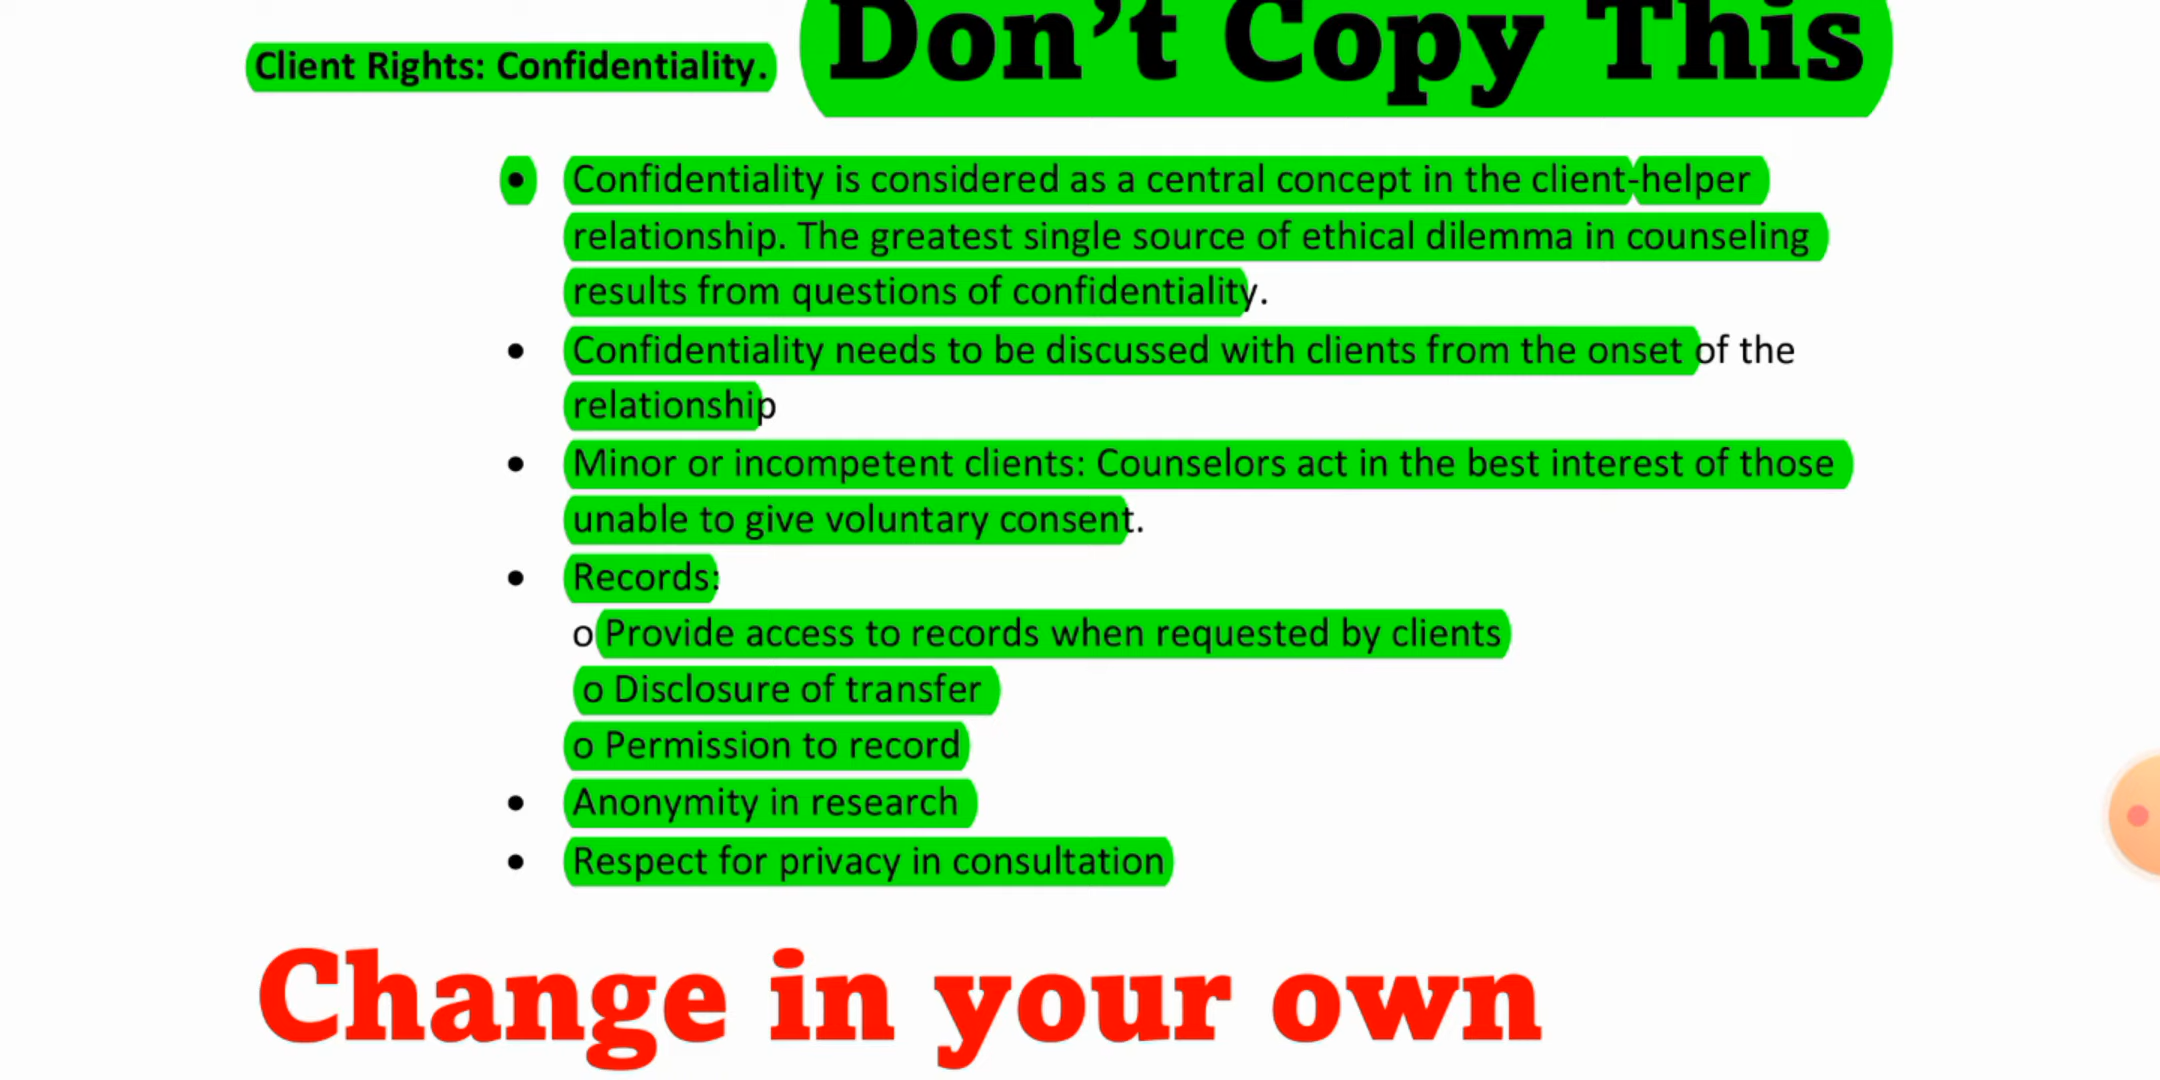 Don't Copy This
Client Rights: Confidentiality.
• Confidentiality is considered as a central concept in the client-helper
relationship. The greatest single source of ethical dilemma in counseling
results from questions of confidentiality.
• Confidentiality needs to be discussed with clients from the onset of the
relationship
• Minor or incompetent clients: Counselors act in the best interest of those
unable to give voluntary consent.
• Records:
o Provide access to records when requested by clients
o Disclosure of transfer
o Permission to record
• Anonymity in research
• Respect for privacy in consultation
Change in your own